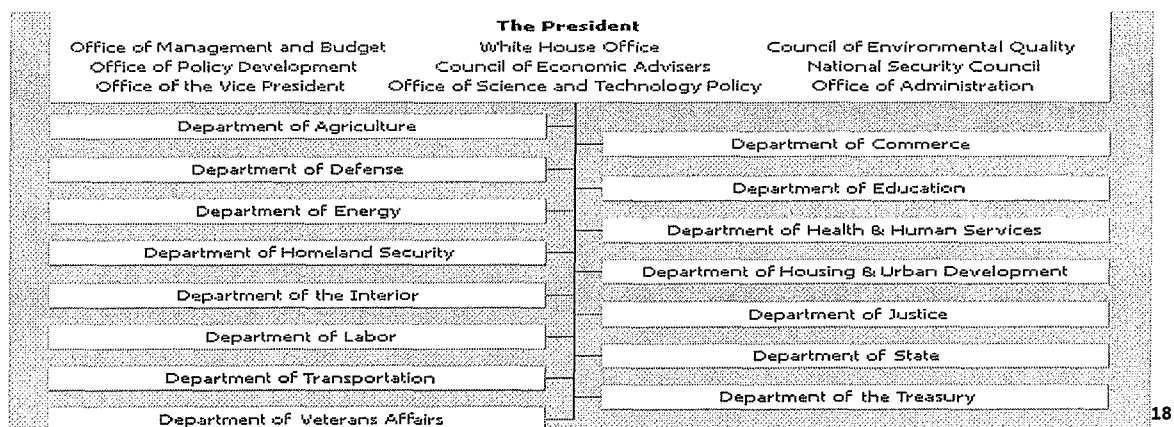 The President
Office of Management and Budget White House Office Council of Environmental Quality
Office of Policy Development Council of Economic Advisers National Security Council
Office of the Vice President Office of Science and Technology Policy Office of Administration
Department of Agriculture
Department of Commerce
Department of Defense
Department of Education
Department of Energy
Department of Health & Human Services
Department of Homeland Security
Department of Housing & Urban Development
Department of the Interior
Department of Justice
Department of Labor
Department of State
Department of Transportation
Department of the Treasury
Department of Veterans Affairs
18